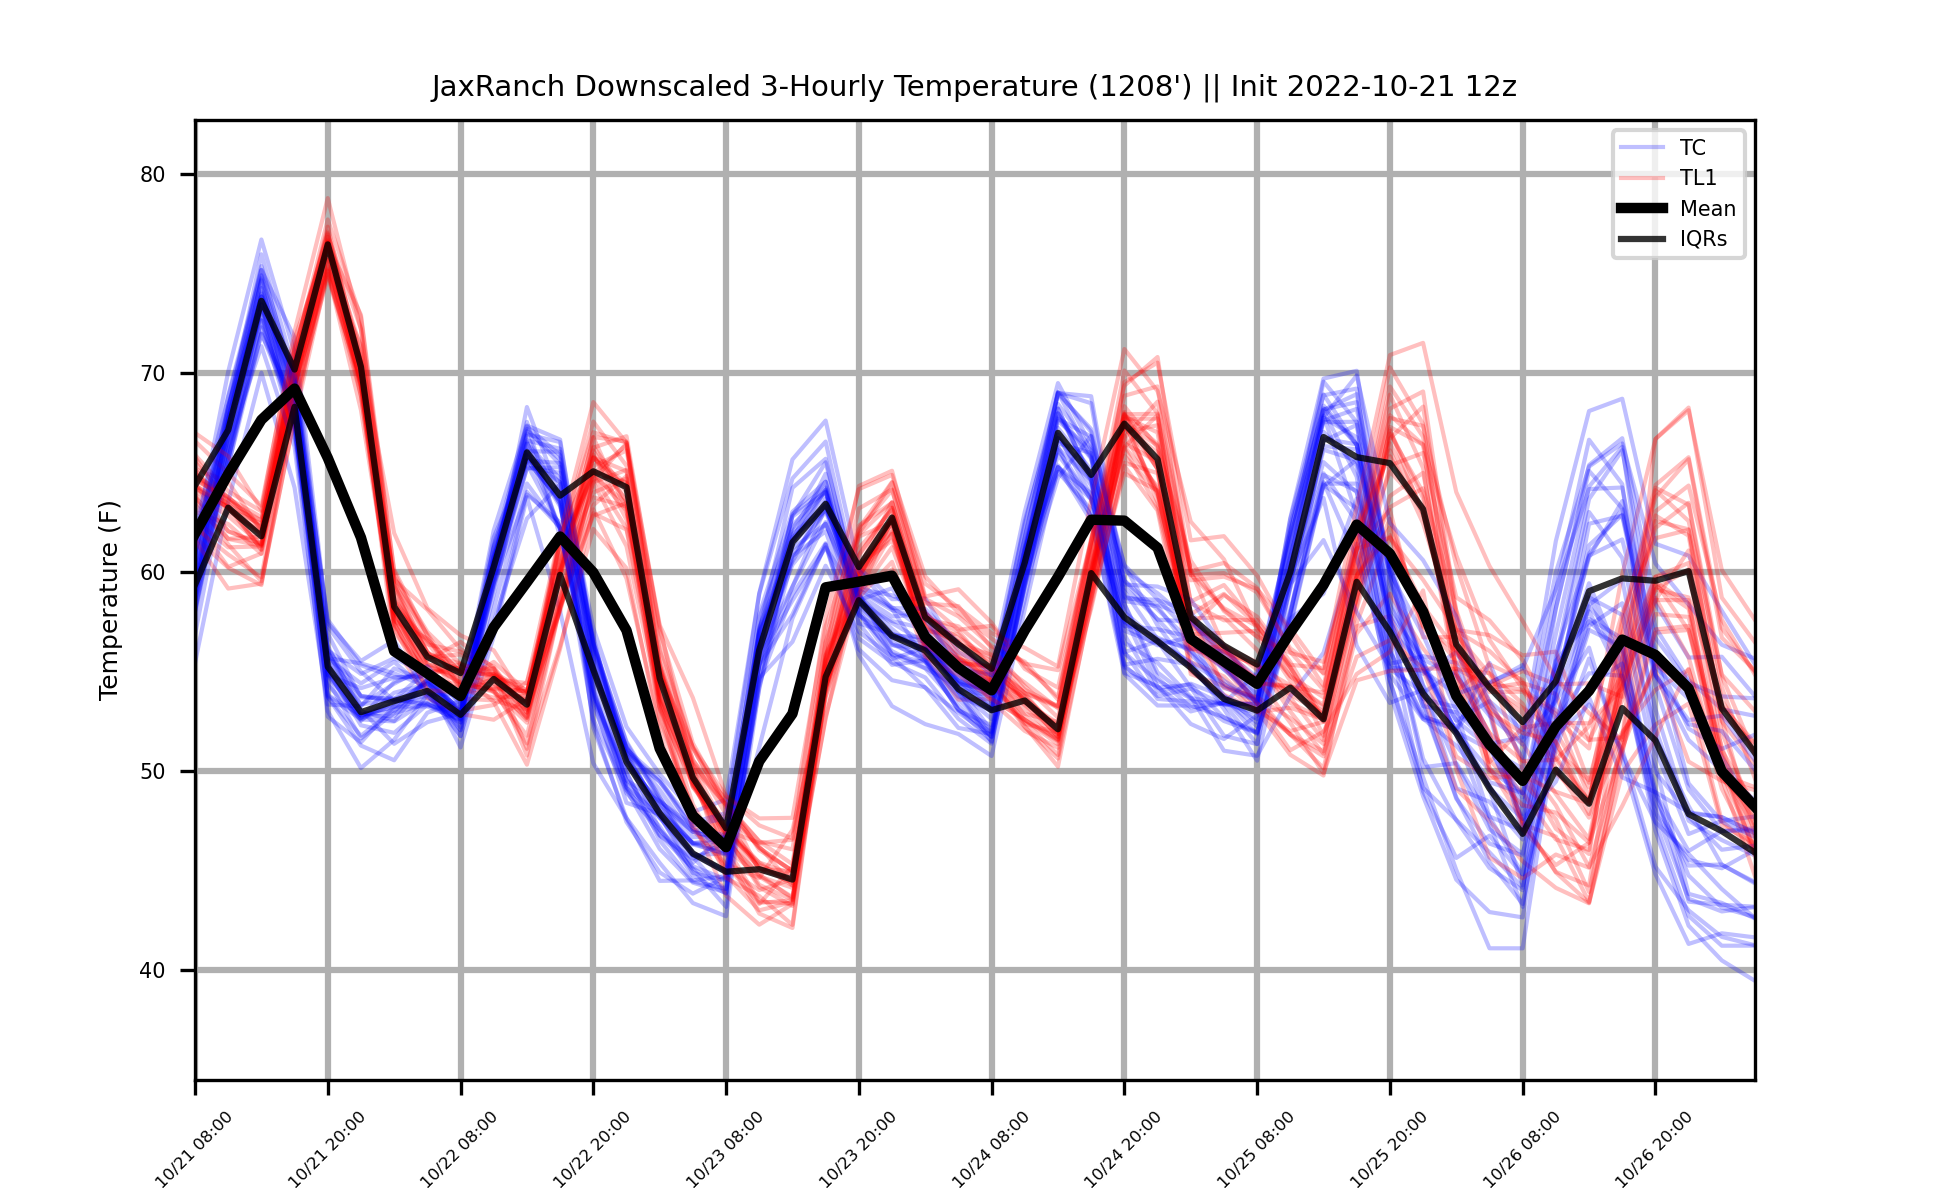 JaxRanch Downscaled 3-Hourly Temperature (1208') || Init 2022-10-21 12z
TC
TL1
Mean
IQRs
Temperature (F)
80
70
60
50
40
10/21 08:00
10/21 20:00
10/22 08:00
10/22 20:00
10/23 08:00
10/23 20:00
10/24 08:00
10/24 20:00
10/25 08:00
10/25 20:00
10/26 08:00
10/26 20:00